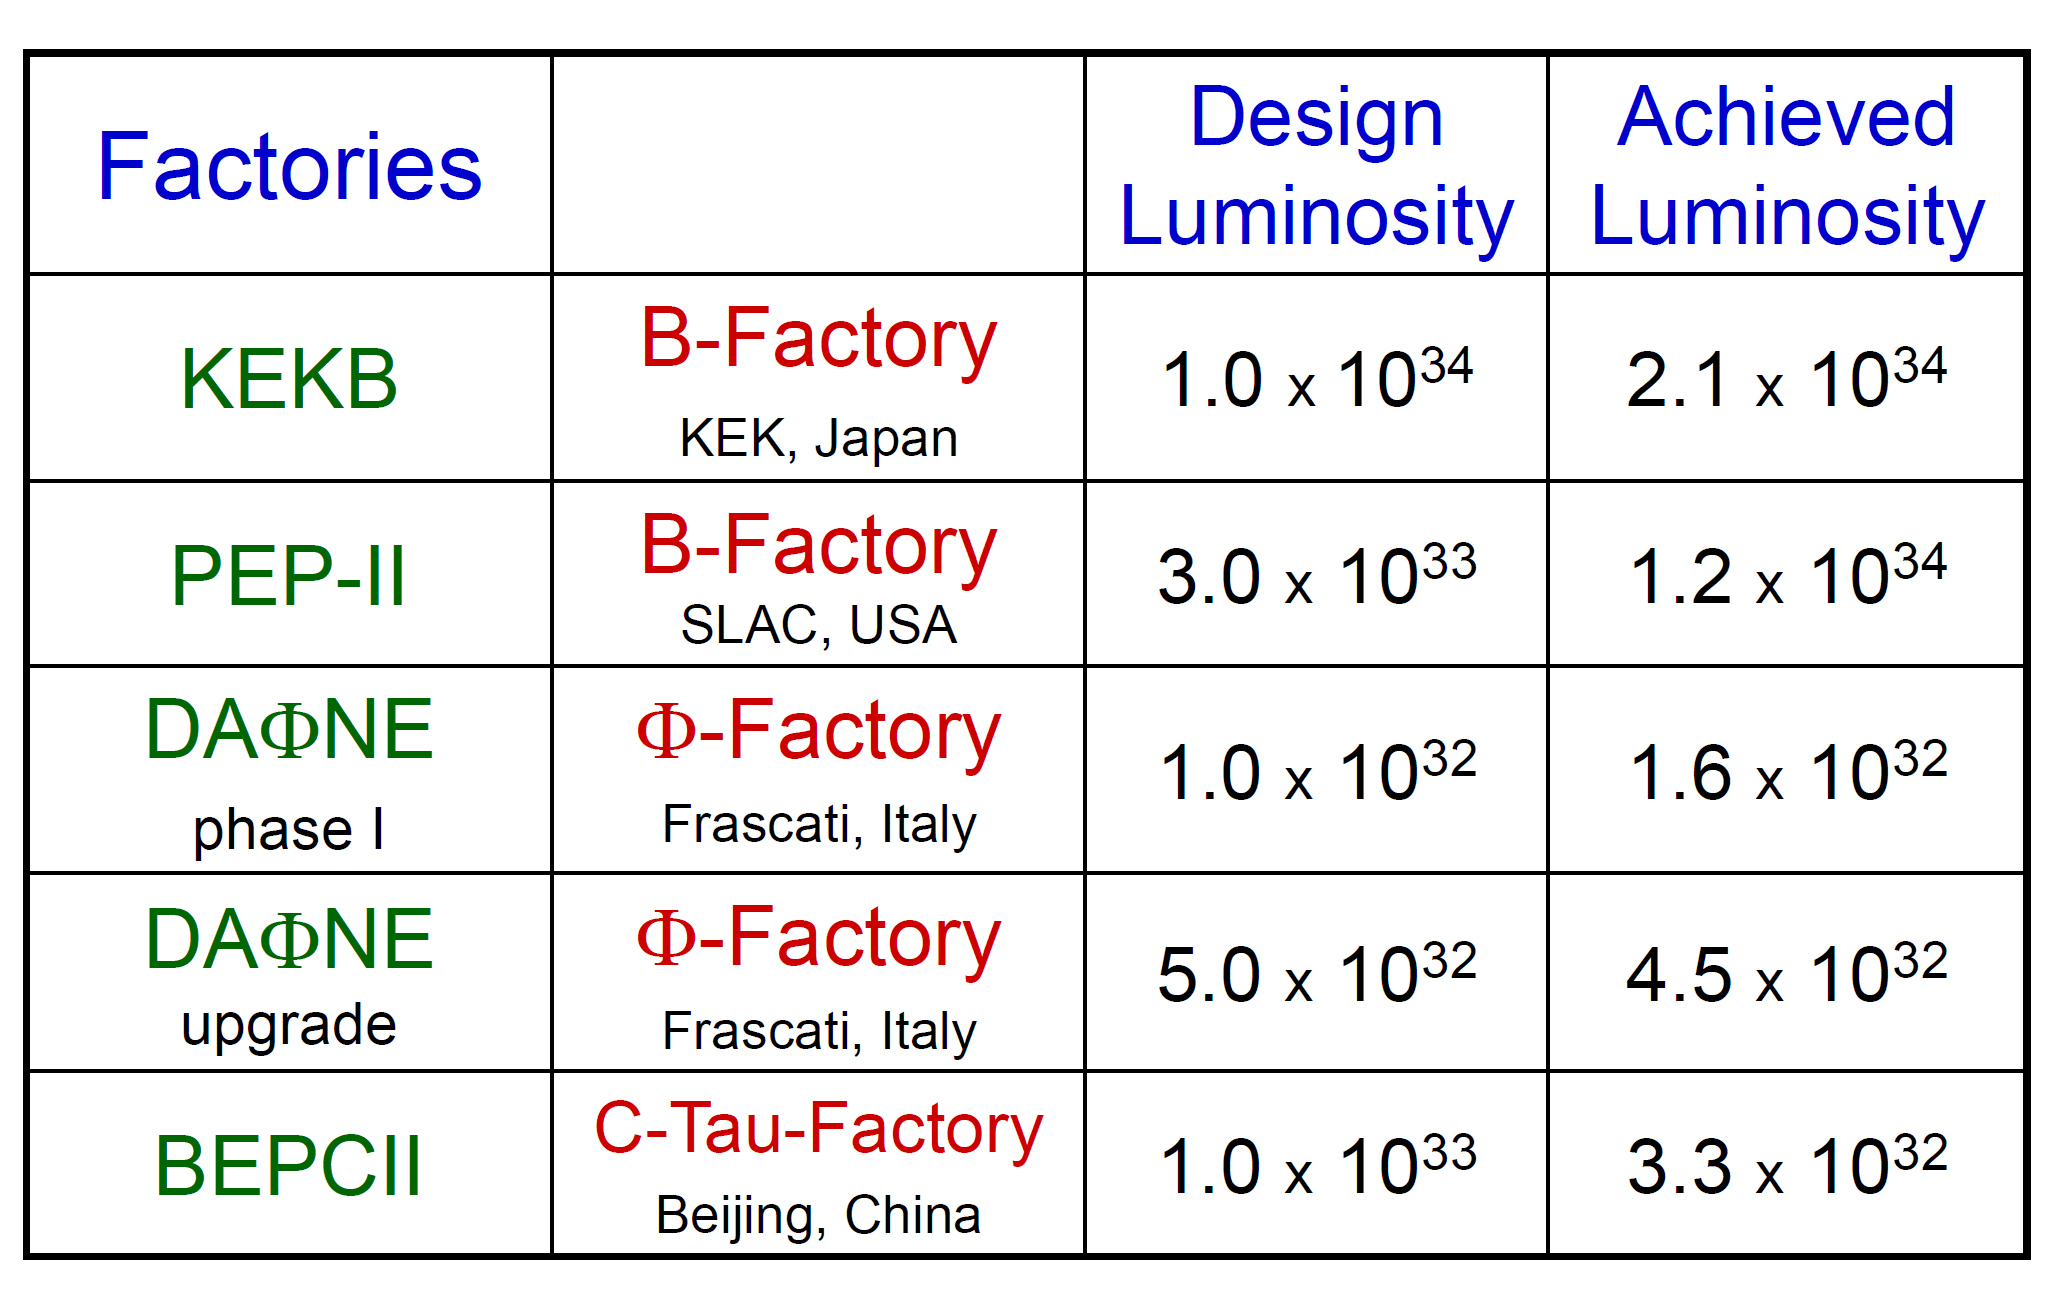 Factories
Design
Luminosity
Achieved
Luminosity
KEKB
B-Factory
KEK, Japan
1.0 x 10³⁴
2.1 x 10³⁴
PEP-II
B-Factory
SLAC, USA
3.0 x 10³³
1.2 x 10³⁴
DAΦNE
phase I
Φ-Factory
Frascati, Italy
1.0 x 10³²
1.6 x 10³²
DAΦNE
upgrade
Φ-Factory
Frascati, Italy
5.0 x 10³²
4.5 x 10³²
BEPCII
C-Tau-Factory
Beijing, China
1.0 x 10³³
3.3 x 10³²